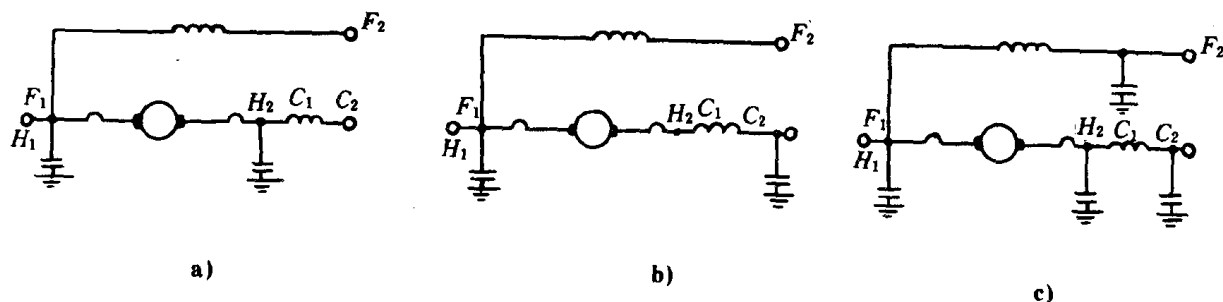 F₂
F₁
H₁
H₂
C₁
C₂
a)
F₂
F₁
H₁
H₂
C₁
C₂
b)
F₂
F₁
H₁
H₂
C₁
C₂
c)